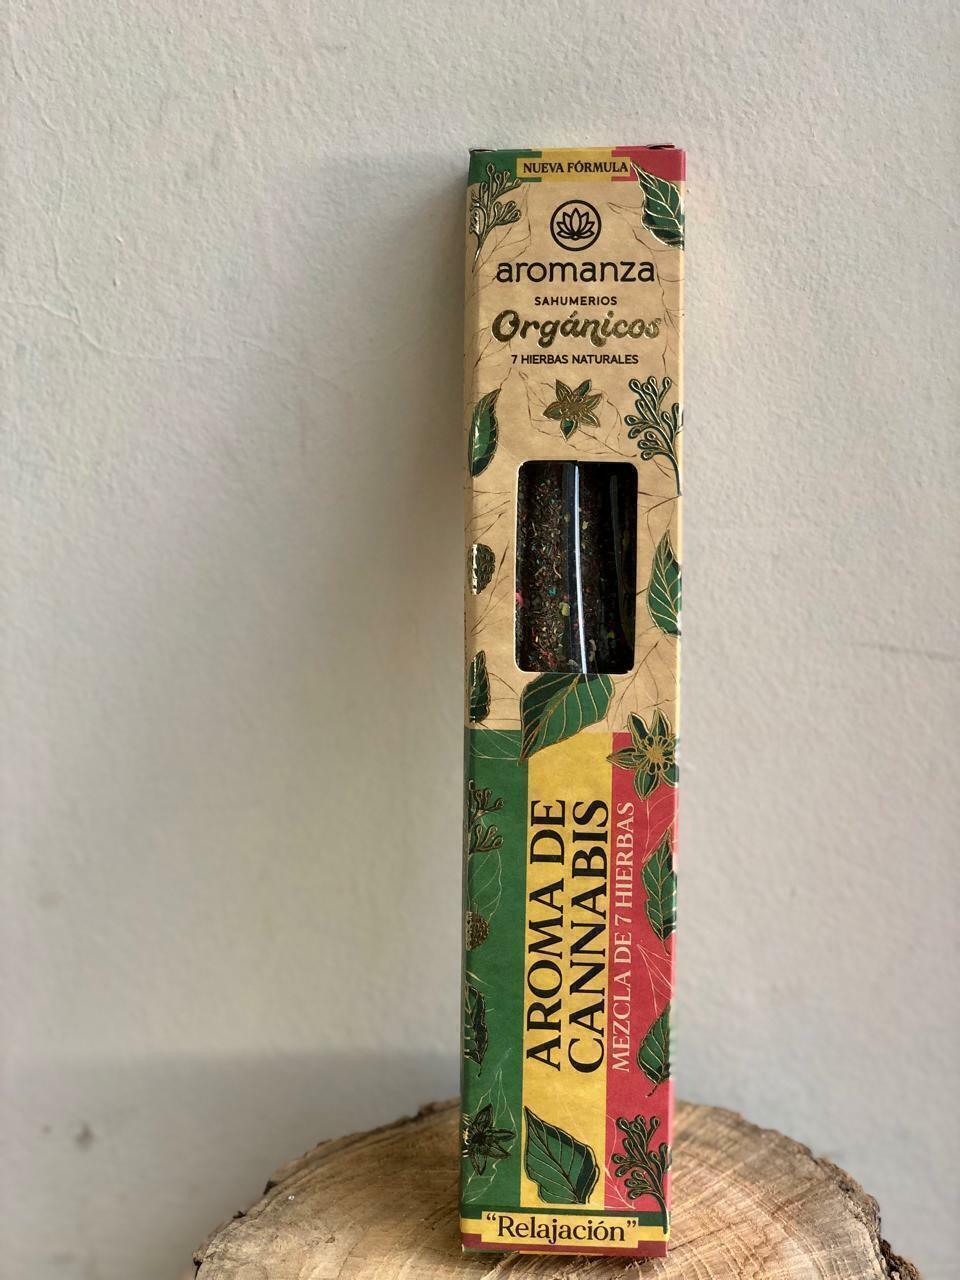 NUEVA FÓRMULA
aromanza
SAHUMERIOS
Orgánicos
7 HIERBAS NATURALES
AROMA DE
CANNABIS
MEZCLA DE 7 HIERBAS
“Relajación”